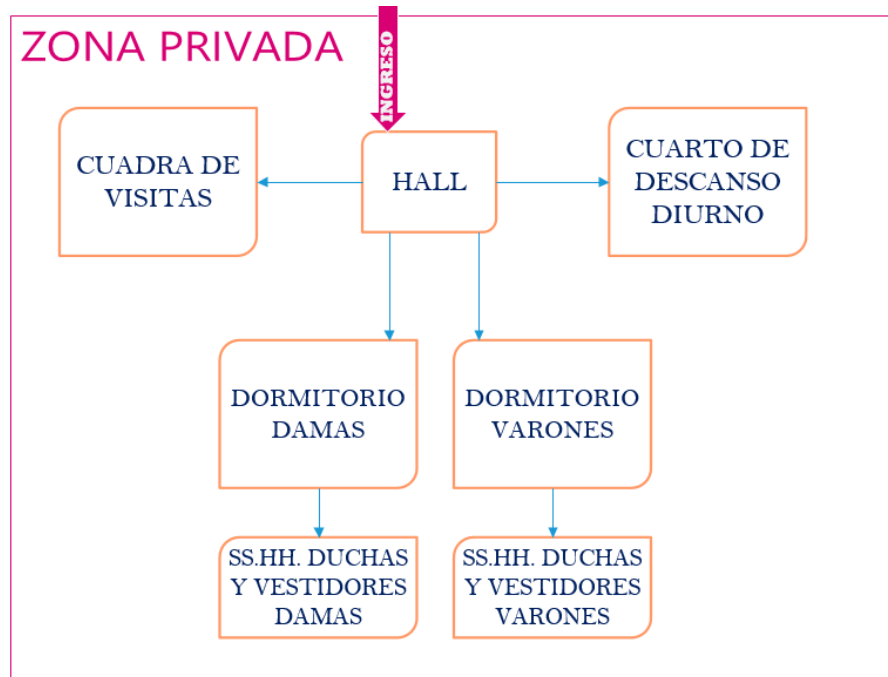 ZONA PRIVADA
INGRESO
CUADRA DE
VISITAS
HALL
CUARTO DE
DESCANSO
DIURNO
DORMITORIO
DAMAS
DORMITORIO
VARONES
SS.HH. DUCHAS
Y VESTIDORES
DAMAS
SS.HH. DUCHAS
Y VESTIDORES
VARONES